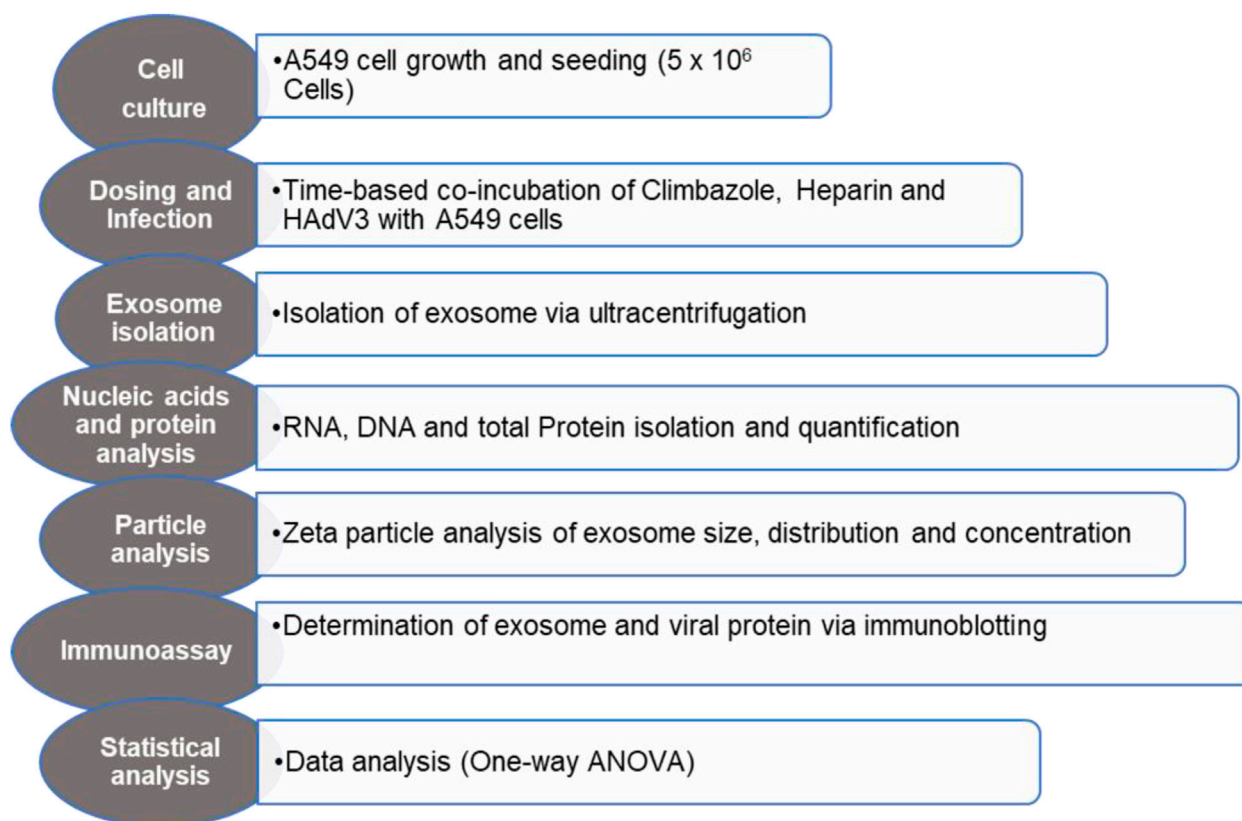 Cell
culture
•A549 cell growth and seeding (5 x 10⁶
Cells)
Dosing and
Infection
•Time-based co-incubation of Climbazole, Heparin and
HAdV3 with A549 cells
Exosome
isolation
•Isolation of exosome via ultracentrifugation
Nucleic acids
and protein
analysis
•RNA, DNA and total Protein isolation and quantification
Particle
analysis
•Zeta particle analysis of exosome size, distribution and concentration
Immunoassay
•Determination of exosome and viral protein via immunoblotting
Statistical
analysis
•Data analysis (One-way ANOVA)